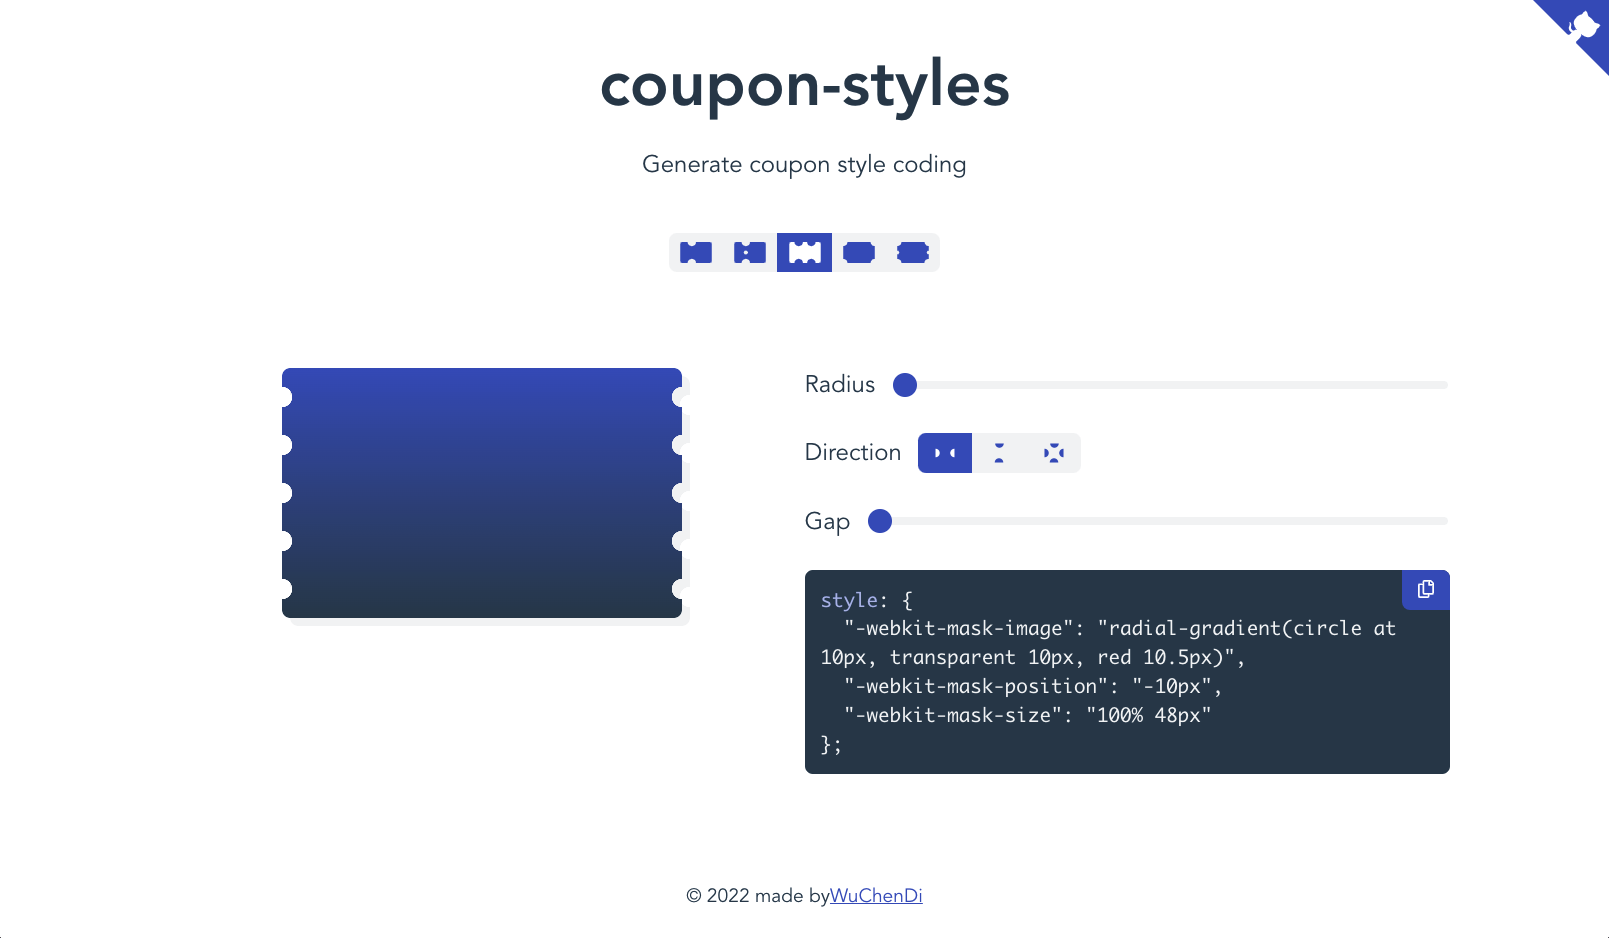 coupon-styles
Generate coupon style coding
Radius
Direction
Gap
style: {
  "-webkit-mask-image": "radial-gradient(circle at
10px, transparent 10px, red 10.5px)",
  "-webkit-mask-position": "-10px",
  "-webkit-mask-size": "100% 48px"
};
© 2022 made byWuChenDi